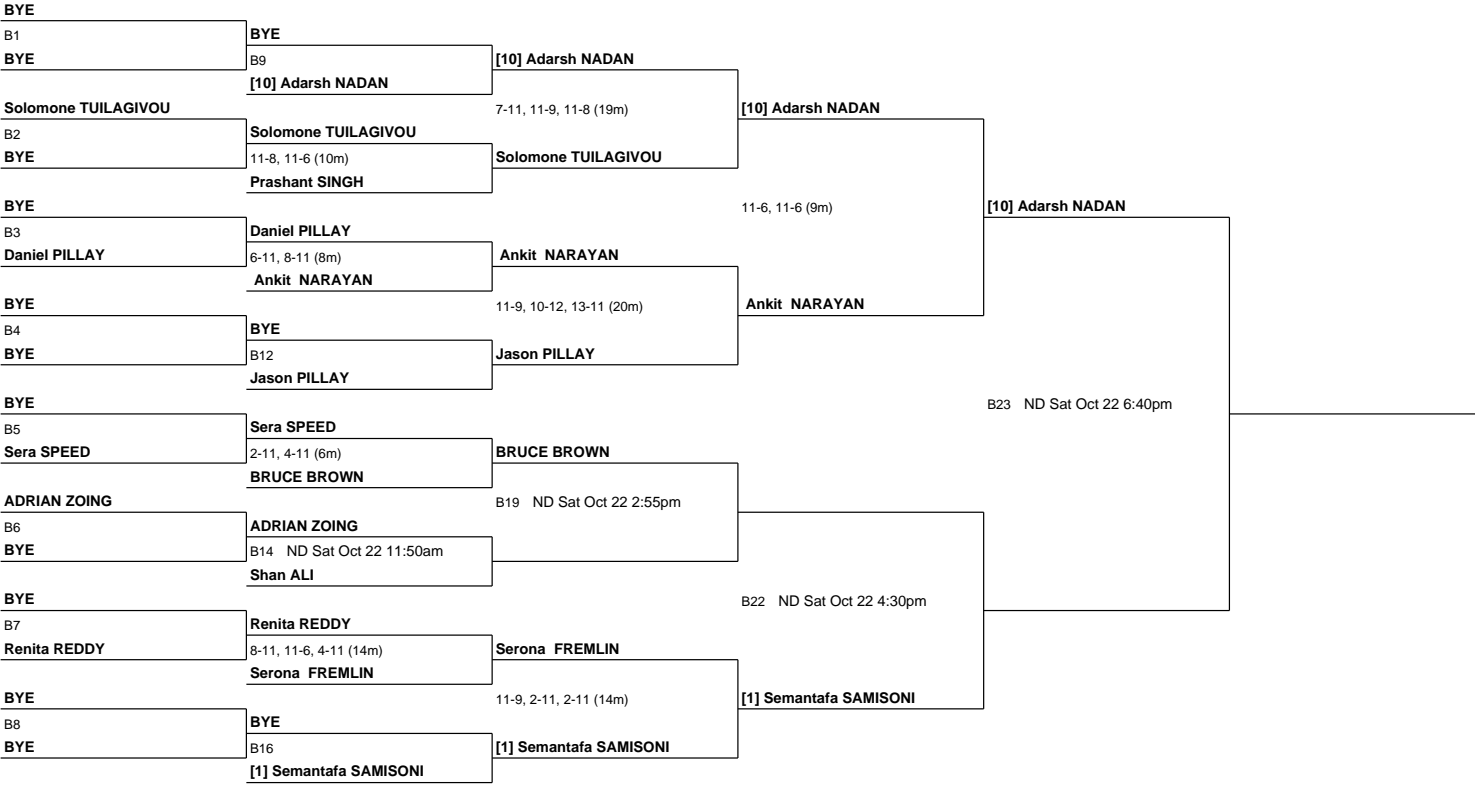 BYE
B1
BYE
Solomone TUILAGIVOU
B2
BYE
BYE
B3
Daniel PILLAY
BYE
B4
BYE
BYE
B5
Sera SPEED
ADRIAN ZOING
B6
BYE
BYE
B7
Renita REDDY
BYE
B8
BYE
BYE
B9
[10] Adarsh NADAN
Solomone TUILAGIVOU
11-8, 11-6 (10m)
Prashant SINGH
Daniel PILLAY
6-11, 8-11 (8m)
Ankit NARAYAN
BYE
B12
Jason PILLAY
Sera SPEED
2-11, 4-11 (6m)
BRUCE BROWN
ADRIAN ZOING
B14 ND Sat Oct 22 11:50am
Shan ALI
Renita REDDY
8-11, 11-6, 4-11 (14m)
Serona FREMLIN
BYE
B16
[1] Semantafa SAMISONI
[10] Adarsh NADAN
7-11, 11-9, 11-8 (19m)
Solomone TUILAGIVOU
Ankit NARAYAN
11-9, 10-12, 13-11 (20m)
Jason PILLAY
BRUCE BROWN
B19 ND Sat Oct 22 2:55pm
Serona FREMLIN
11-9, 2-11, 2-11 (14m)
[1] Semantafa SAMISONI
[10] Adarsh NADAN
11-6, 11-6 (9m)
Ankit NARAYAN
B22 ND Sat Oct 22 4:30pm
[1] Semantafa SAMISONI
[10] Adarsh NADAN
B23 ND Sat Oct 22 6:40pm